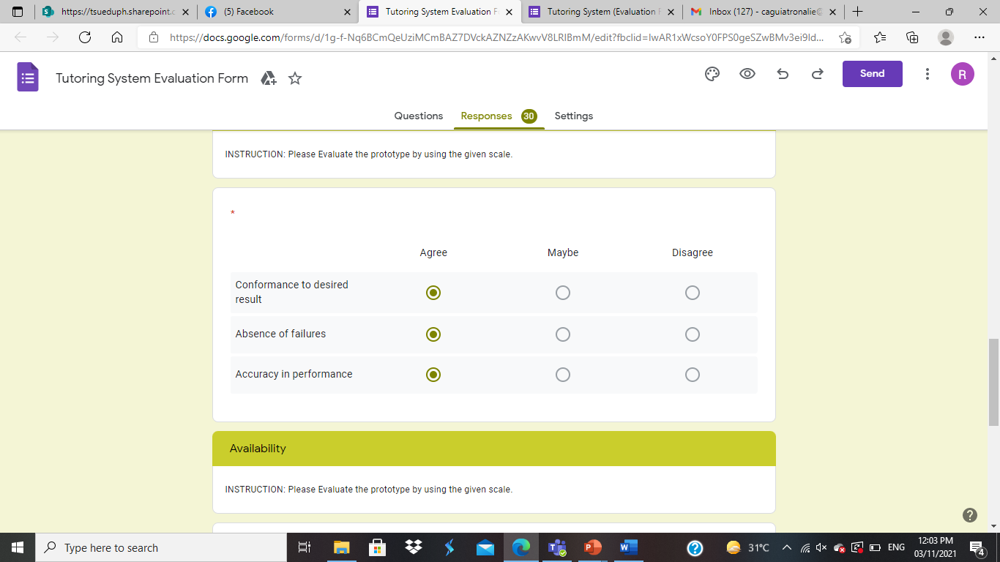 https://tsueduph.sharepoint.c
(5) Facebook
Tutoring System Evaluation F
Tutoring System (Evaluation F
Inbox (127) - caguiatronalie@
https://docs.google.com/forms/d/1g-f-Nq6BCmQeUziMCmBAZ7DVckAZNZzAKwvV8LRIBmM/edit?fbclid=IwAR1xWcsoY0FPS0geSZwBMv3ei9Id...
Tutoring System Evaluation Form
Send
R
Questions
Responses 30
Settings
INSTRUCTION: Please Evaluate the prototype by using the given scale.
*
Agree Maybe Disagree
Conformance to desired
result
Absence of failures
Accuracy in performance
Availability
INSTRUCTION: Please Evaluate the prototype by using the given scale.
Type here to search
31°C
ENG
12:03 PM
03/11/2021
4